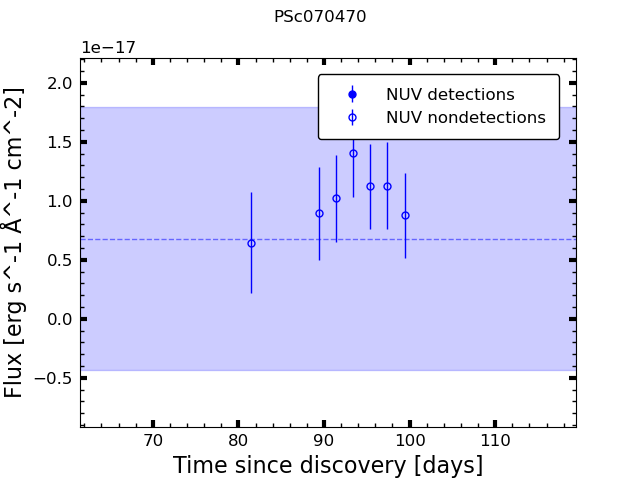 PSc070470
1e−17
NUV detections
NUV nondetections
2.0
1.5
1.0
0.5
0.0
−0.5
Flux [erg s^-1 Å^-1 cm^-2]
70 80 90 100 110
Time since discovery [days]